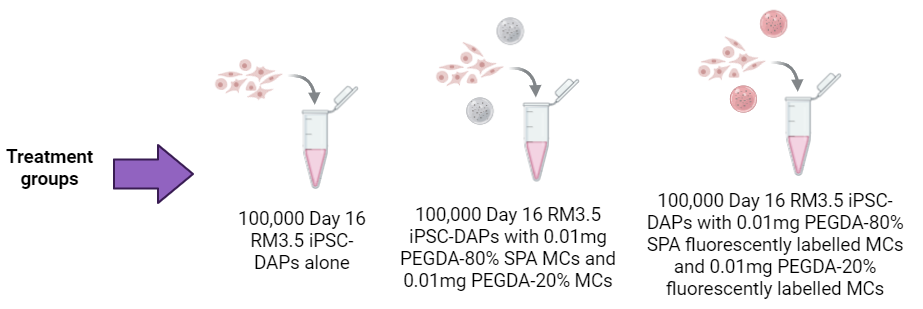 Treatment
groups
100,000 Day 16
RM3.5 iPSC-
DAPs alone
100,000 Day 16 RM3.5
iPSC-DAPs with 0.01mg
PEGDA-80% SPA MCs and
0.01mg PEGDA-20% MCs
100,000 Day 16 RM3.5 iPSC-
DAPs with 0.01mg PEGDA-80%
SPA fluorescently labelled MCs
and 0.01mg PEGDA-20%
fluorescently labelled MCs